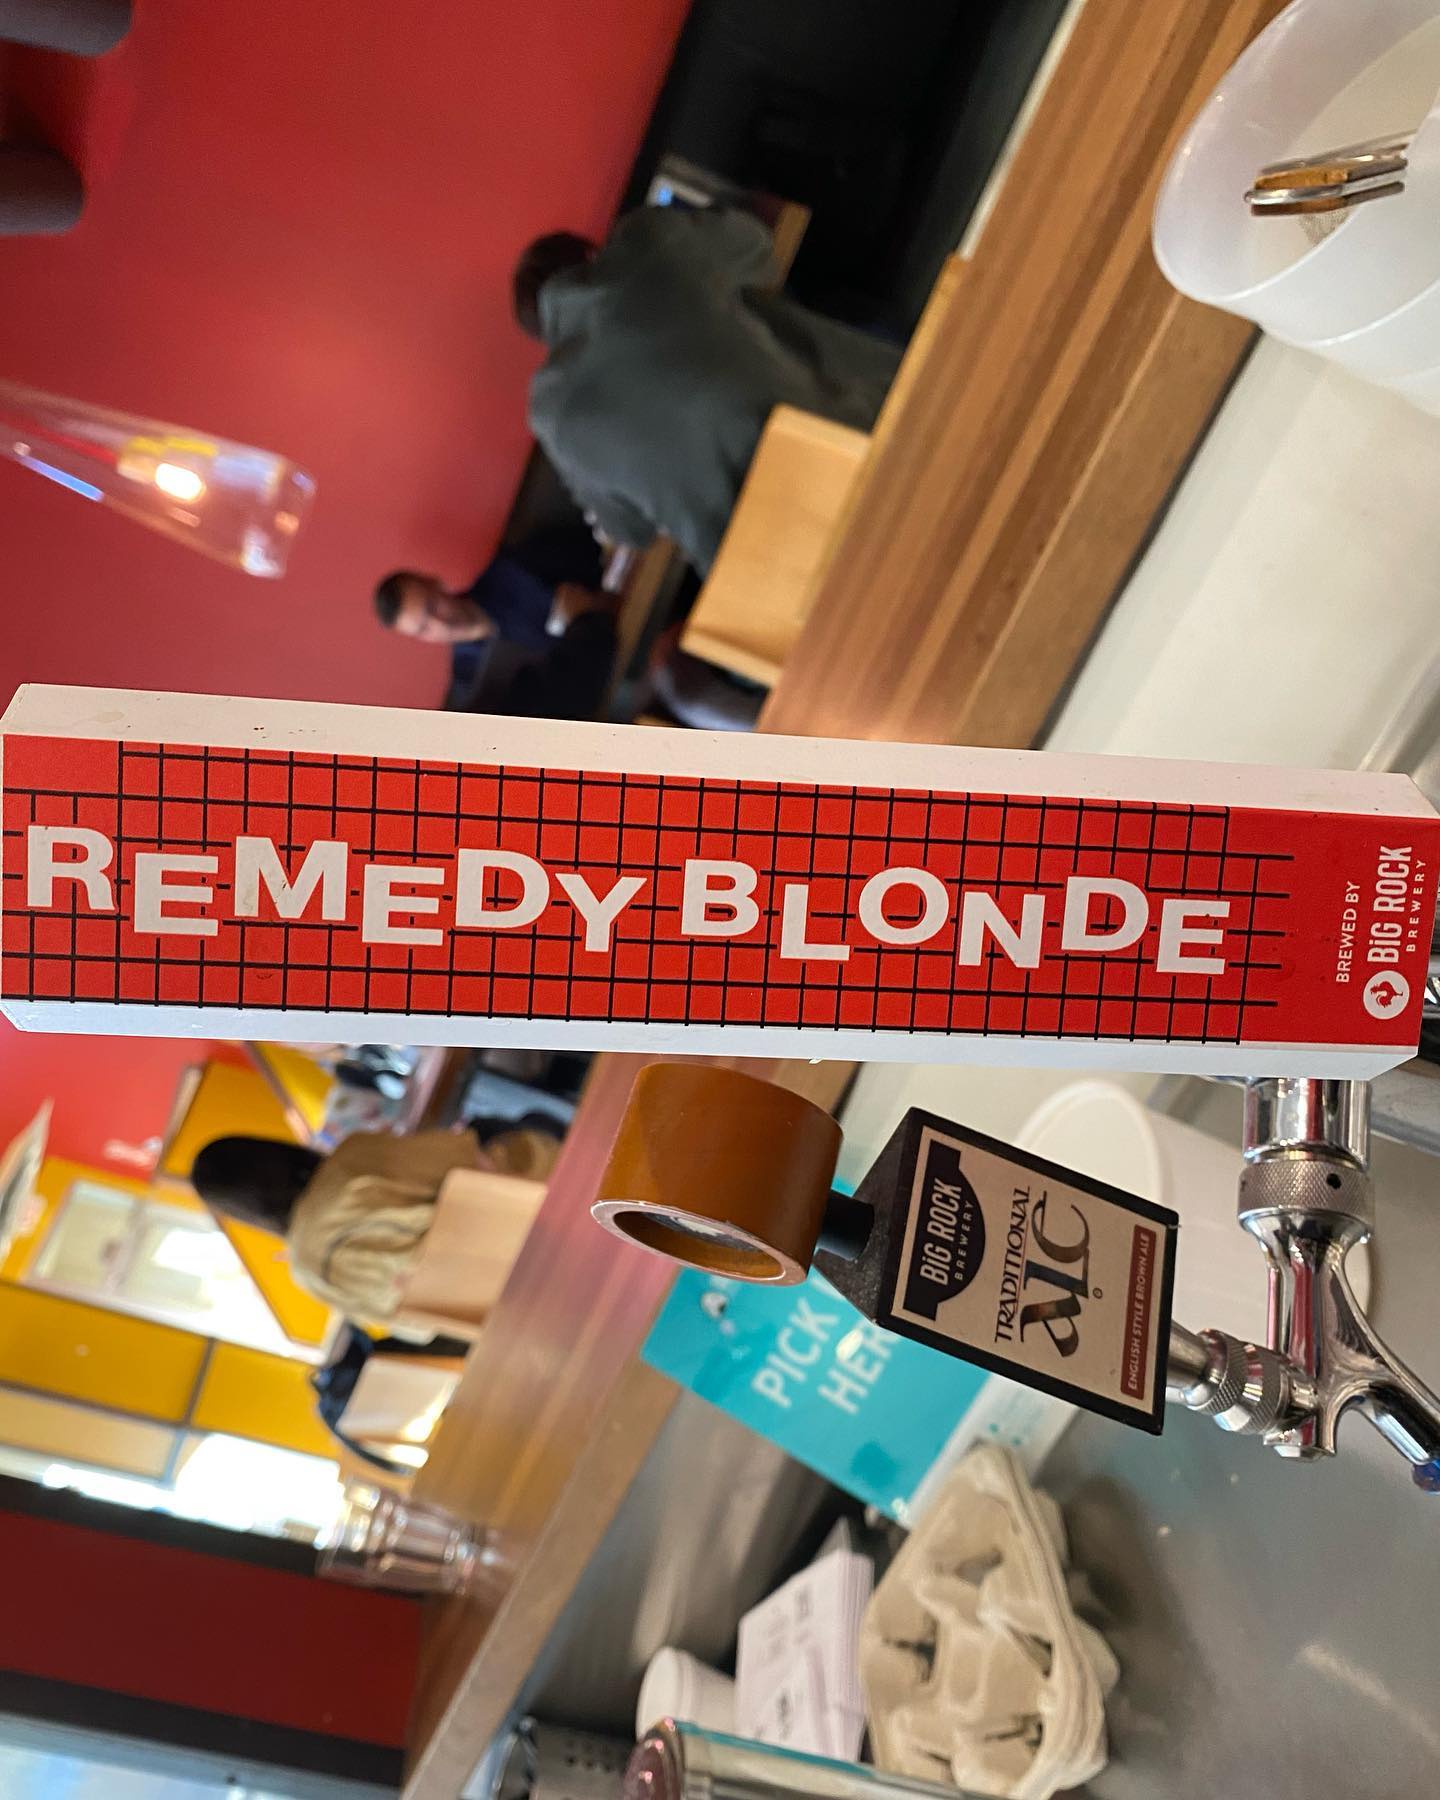 REMEDY BLONDE
BREWED BY
BiG ROCK
BREWERY
BiG ROCK
BREWERY
TRADITIONAL
ALE
ENGLISH STYLE BROWN ALE
PICK
HER